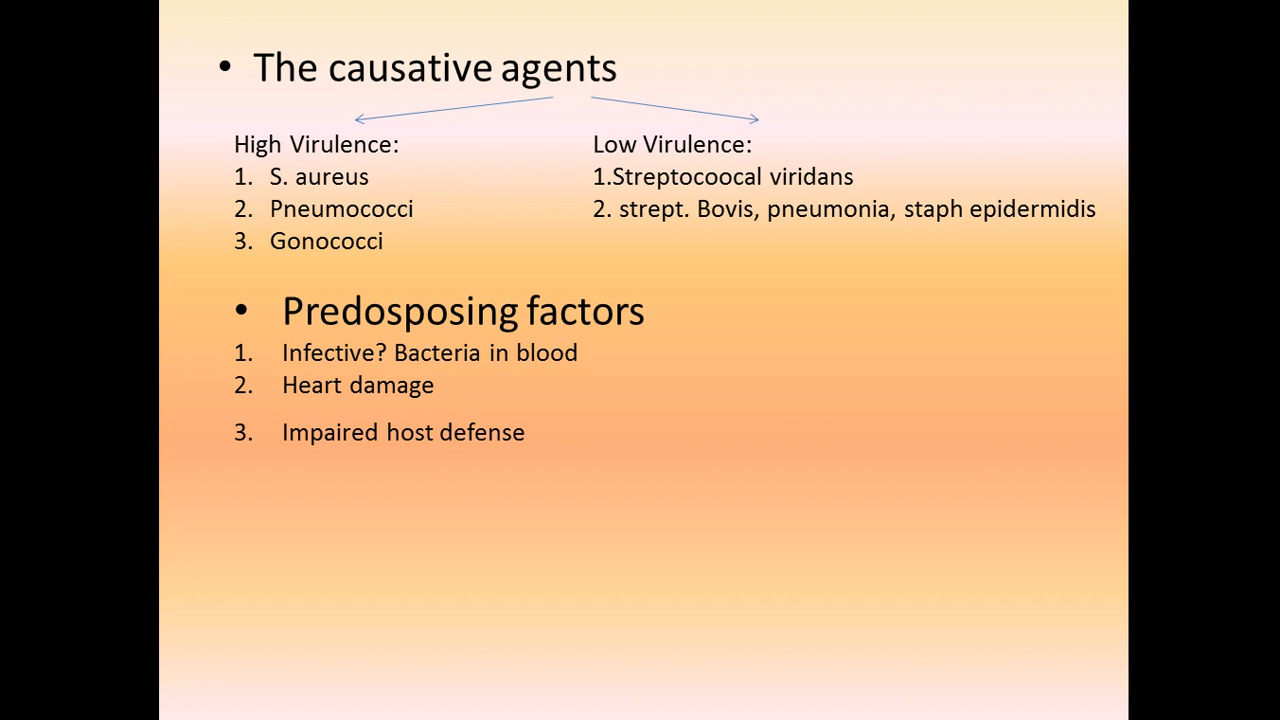 • The causative agents
High Virulence:
1. S. aureus
2. Pneumococci
3. Gonococci
Low Virulence:
1.Streptocoocal viridans
2. strept. Bovis, pneumonia, staph epidermidis
• Predosposing factors
1. Infective? Bacteria in blood
2. Heart damage
3. Impaired host defense